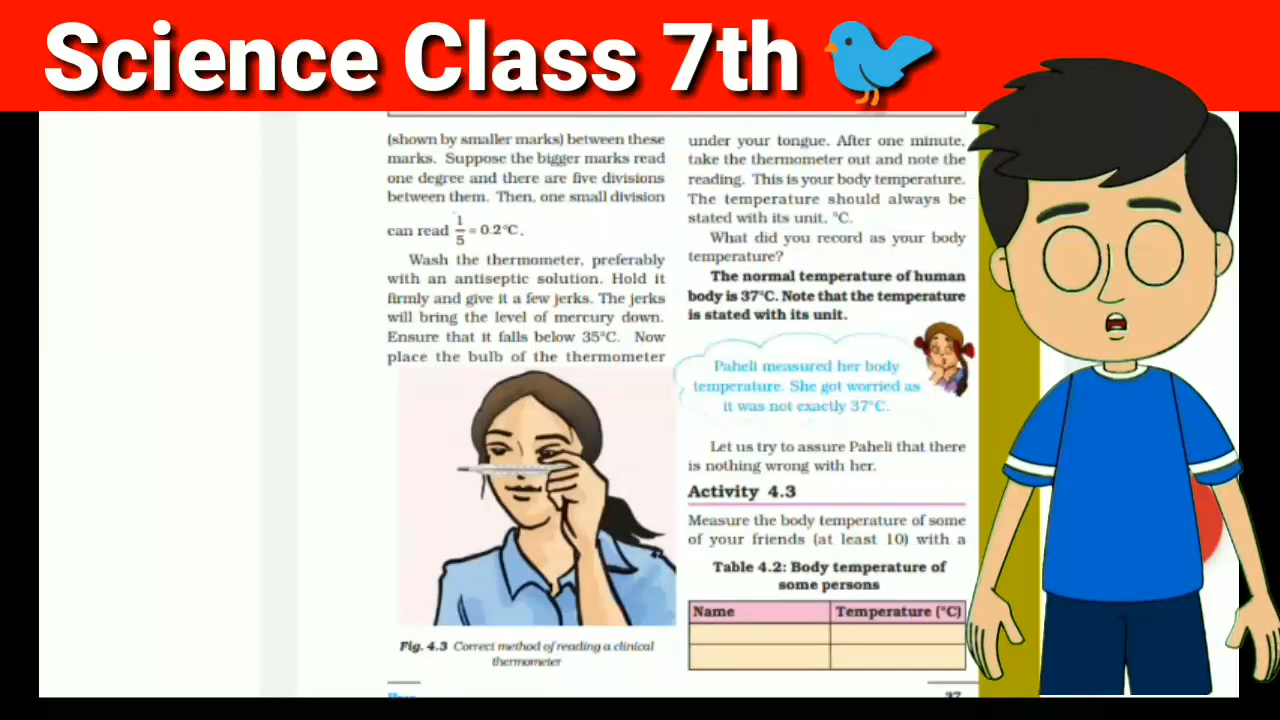 Science Class 7th
(shown by smaller marks) between these
marks. Suppose the bigger marks read
one degree and there are five divisions
between them. Then, one small division
can read 1/5 = 0.2°C.
Wash the thermometer, preferably
with an antiseptic solution. Hold it
firmly and give it a few jerks. The jerks
will bring the level of mercury down.
Ensure that it falls below 35°C. Now
place the bulb of the thermometer
Fig. 4.3 Correct method of reading a clinical
thermometer
under your tongue. After one minute,
take the thermometer out and note the
reading. This is your body temperature.
The temperature should always be
stated with its unit, °C.
What did you record as your body
temperature?
The normal temperature of human
body is 37°C. Note that the temperature
is stated with its unit.
Paheli measured her body
temperature. She got worried as
it was not exactly 37°C.
Let us try to assure Paheli that there
is nothing wrong with her.
Activity 4.3
Measure the body temperature of some
of your friends (at least 10) with a
Table 4.2: Body temperature of
some persons
Name Temperature (°C)